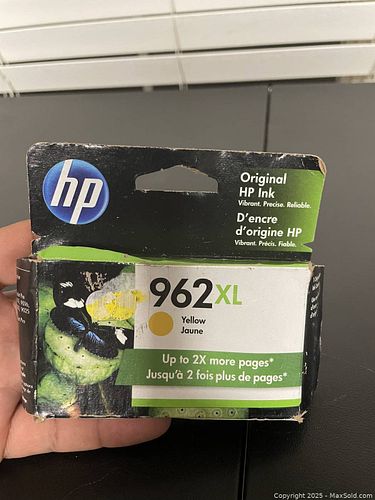 hp
Original
HP Ink
Vibrant. Precise. Reliable.
D'encre
d'origine HP
Vibrant. Précis. Fiable.
962XL
Yellow
Jaune
Up to 2X more pages*
Jusqu'à 2 fois plus de pages*
Copyright 2025 - MaxSold.com